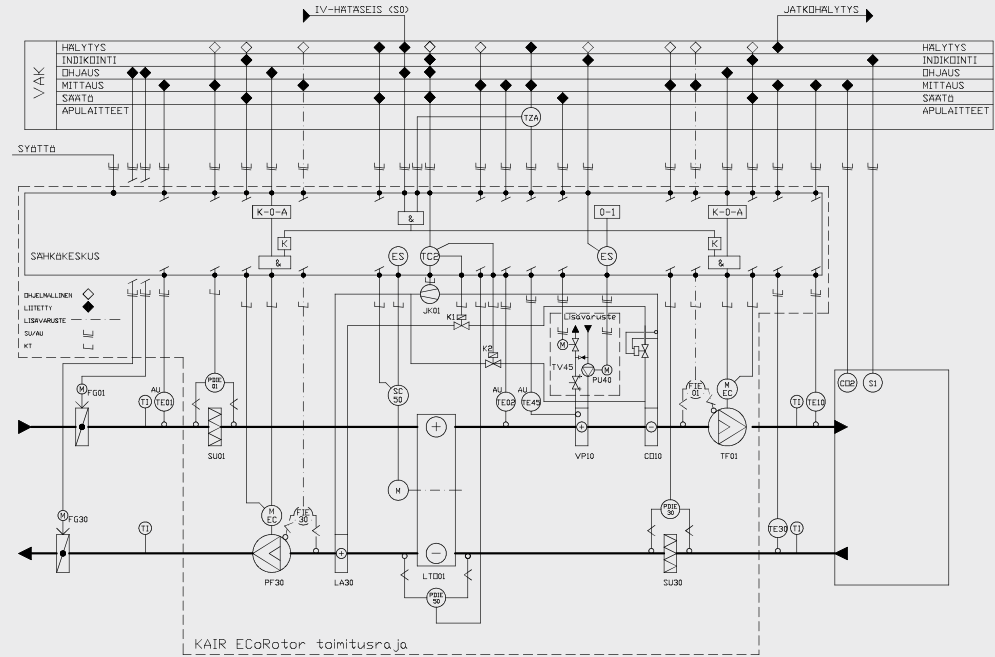 IV-HÄTÄSEIS (S0)
JATKOHÄLYTYS
VAK
HÄLYTYS
HÄLYTYS
INDIKOINTI
INDIKOINTI
OHJAUS
OHJAUS
MITTAUS
MITTAUS
SÄÄTÖ
SÄÄTÖ
APULAITTEET
APULAITTEET
TZA
SYÖTTÖ
K-0-A
&
0-1
K-0-A
K
K
SÄHKÖKESKUS
&
ES
TC2
ES
&
OHJELMALLINEN
LIITETTY
LISÄVARUSTE
SU/AU
KT
JK01
K1
Lisävaruste
K2
M
TV45
M
PU40
M
FG01
AU
TI
TE01
PDIE
01
SC
50
AU
TE02
AU
TE45
FIE
01
M
EC
TI
TE10
CO2
S1
SU01
VP10
CO10
TF01
M
FG30
TI
M
EC
FIE
30
M
PDIE
30
TE30
TI
PF30
LA30
LTO01
PDIE
50
SU30
KAIR ECoRotor toimitusraja